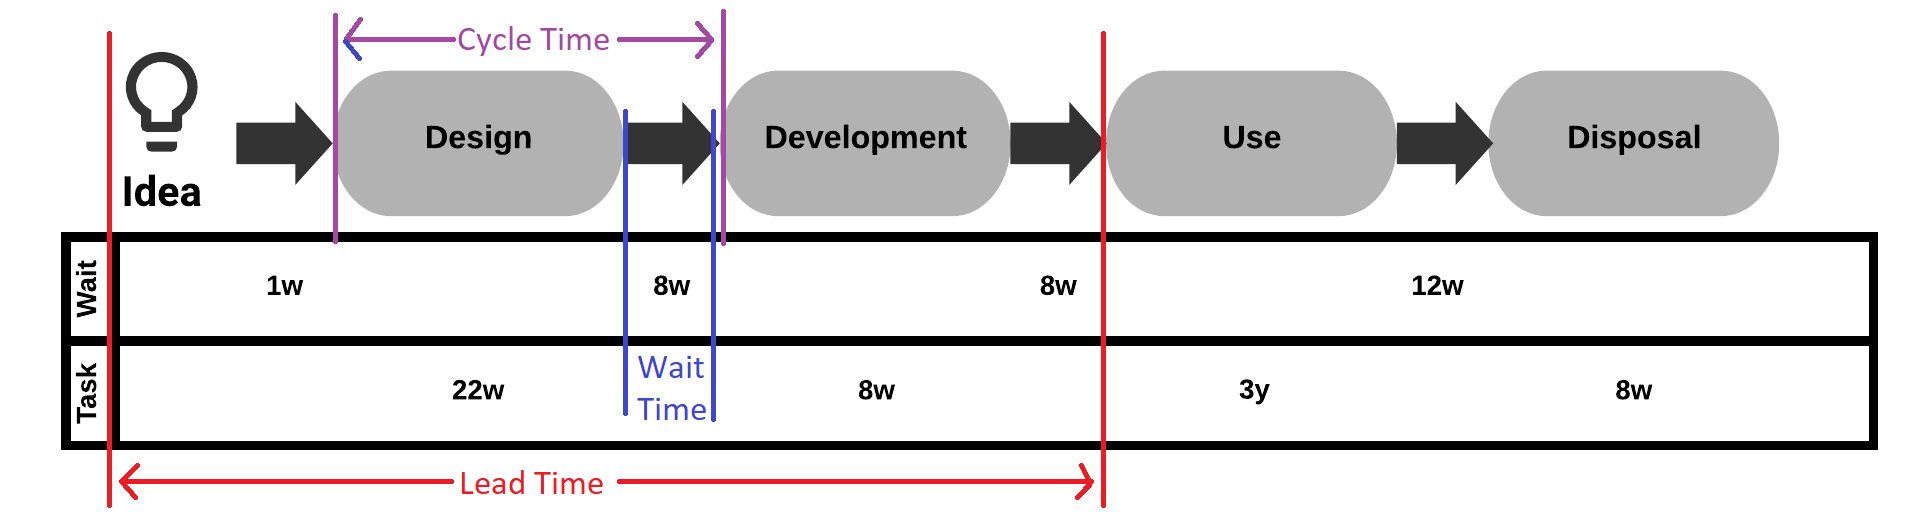 Cycle Time
Idea
Design
Development
Use
Disposal
Wait
1w
8w
8w
12w
Task
22w
Wait
Time
8w
3y
8w
Lead Time